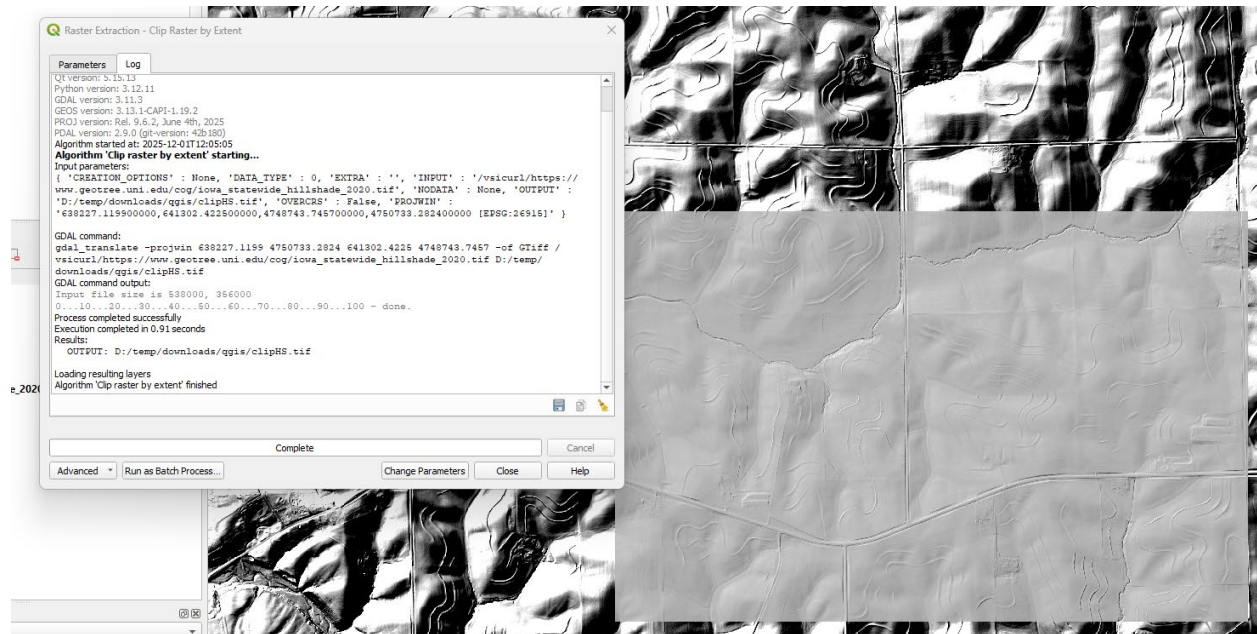 Raster Extraction - Clip Raster by Extent
Parameters Log
Qt version: 5.15.13
Python version: 3.12.11
GDAL version: 3.11.3
GEOS version: 3.13.1-CAPI-1.19.2
PROJ version: Rel. 9.6.2, June 4th, 2025
PDAL version: 2.9.0 (git-version: 42b180)
Algorithm started at: 2025-12-01T12:05:05
Algorithm 'Clip raster by extent' starting...
Input parameters:
{ 'CREATION_OPTIONS' : None, 'DATA_TYPE' : 0, 'EXTRA' : '', 'INPUT' : '/vsicurl/https://
www.geotree.uni.edu/cog/iowa_statewide_hillshade_2020.tif', 'NODATA' : None, 'OUTPUT' :
'D:/temp/downloads/qgis/clipHS.tif', 'OVERCRS' : False, 'PROJWIN' :
'638227.119900000,641302.422500000,4748743.745700000,4750733.282400000 [EPSG:26915]' }
GDAL command:
gdal_translate -projwin 638227.1199 4750733.2824 641302.4225 4748743.7457 -of GTiff /
vsicurl/https://www.geotree.uni.edu/cog/iowa_statewide_hillshade_2020.tif D:/temp/
downloads/qgis/clipHS.tif
GDAL command output:
Input file size is 538000, 356000
0...10...20...30...40...50...60...70...80...90...100 - done.
Process completed successfully
Execution completed in 0.91 seconds
Results:
OUTPUT: D:/temp/downloads/qgis/clipHS.tif
Loading resulting layers
Algorithm 'Clip raster by extent' finished
e_202
Complete
Cancel
Advanced Run as Batch Process... Change Parameters Close Help